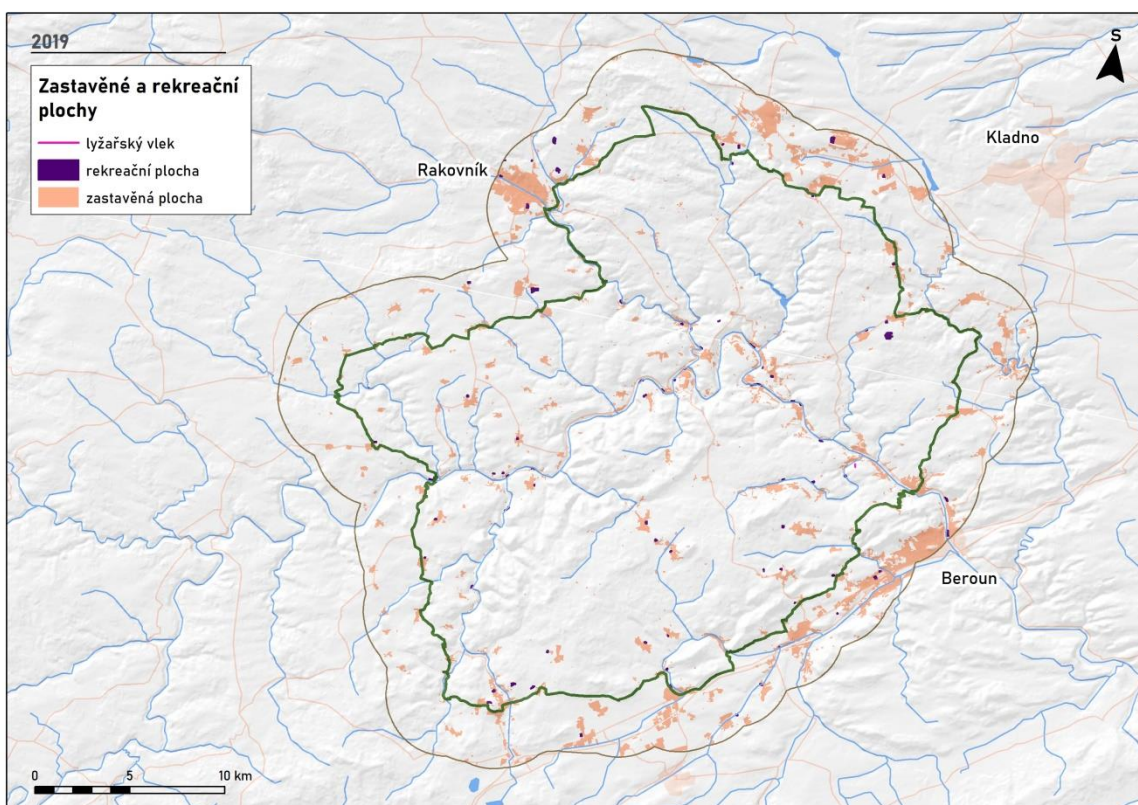 2019
Zastavěné a rekreační
plochy
lyžařský vlek
rekreační plocha
zastavěná plocha
S
Kladno
Rakovník
Beroun
0 5 10 km